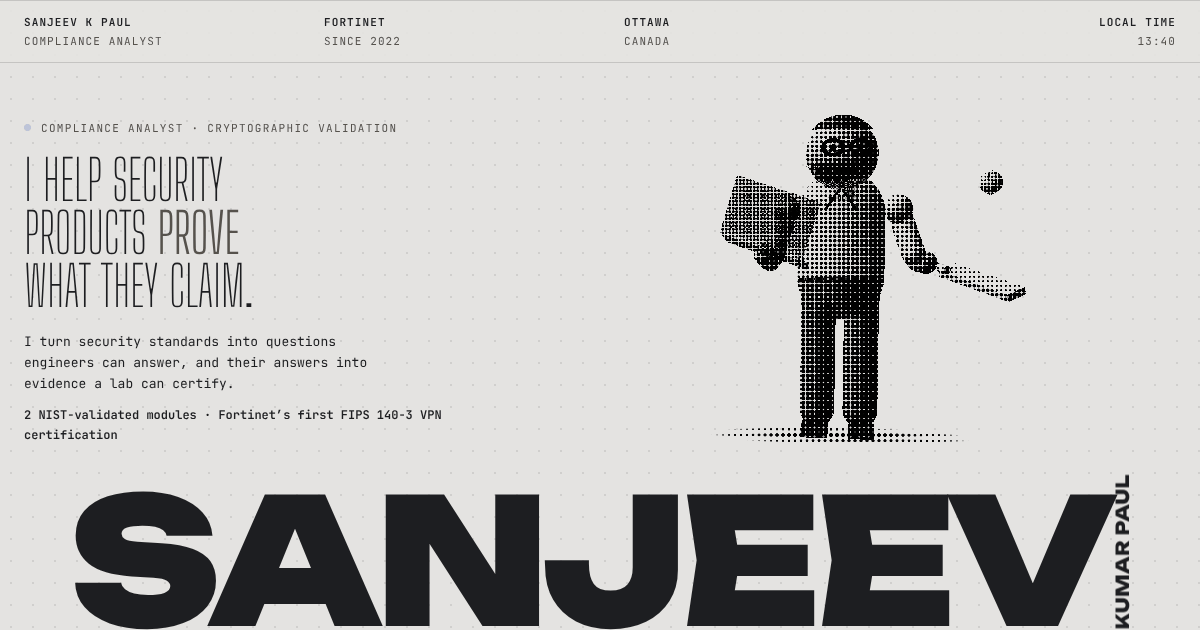 SANJEEV K PAUL
COMPLIANCE ANALYST
FORTINET
SINCE 2022
OTTAWA
CANADA
LOCAL TIME
13:40
COMPLIANCE ANALYST · CRYPTOGRAPHIC VALIDATION
I HELP SECURITY
PRODUCTS PROVE
WHAT THEY CLAIM.
I turn security standards into questions
engineers can answer, and their answers into
evidence a lab can certify.
2 NIST-validated modules · Fortinet’s first FIPS 140-3 VPN
certification
SANJEEV
KUMAR PAUL